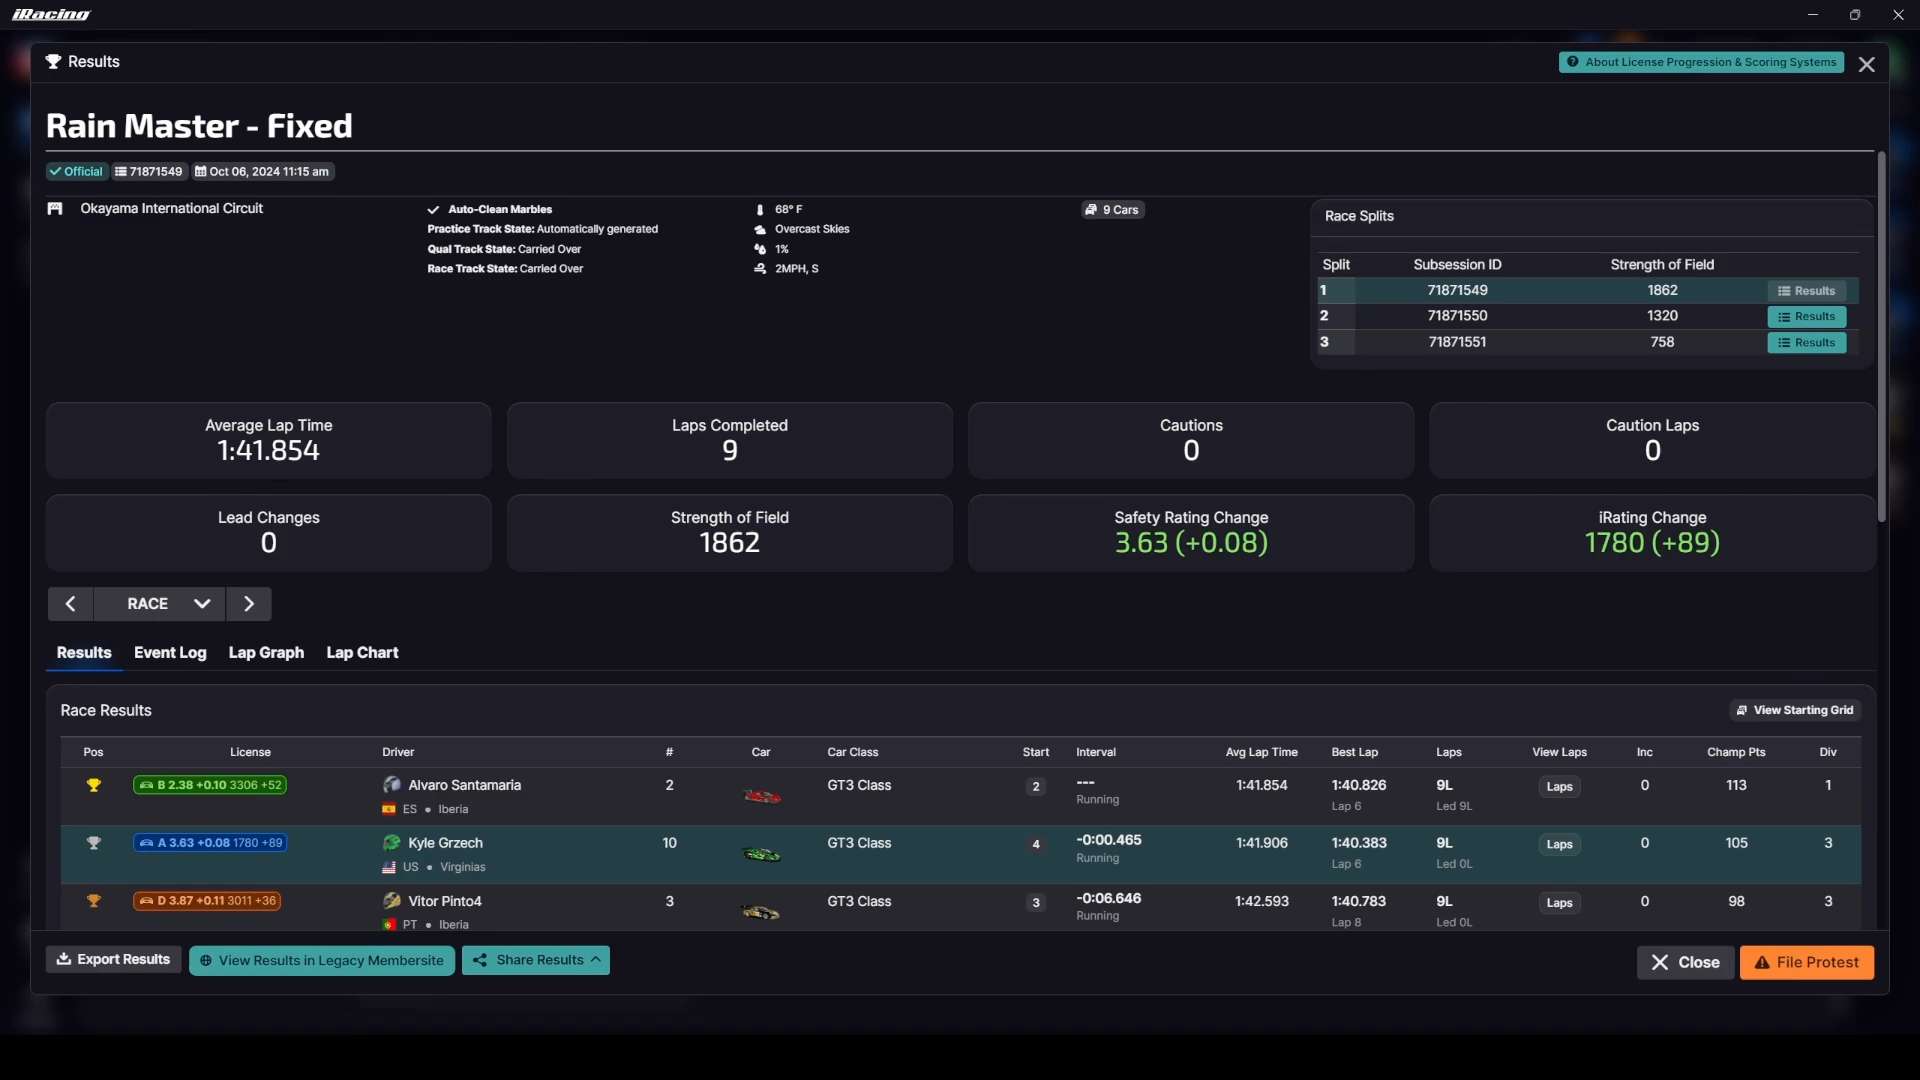 iRacing
Results
About License Progression & Scoring Systems
Rain Master - Fixed
Official 71871549 Oct 06, 2024 11:15 am
Okayama International Circuit
Auto-Clean Marbles
Practice Track State: Automatically generated
Qual Track State: Carried Over
Race Track State: Carried Over
68° F
Overcast Skies
1%
2MPH, S
9 Cars
Race Splits
Split Subsession ID Strength of Field
1 71871549 1862 Results
2 71871550 1320 Results
3 71871551 758 Results
Average Lap Time
1:41.854
Laps Completed
9
Cautions
0
Caution Laps
0
Lead Changes
0
Strength of Field
1862
Safety Rating Change
3.63 (+0.08)
iRating Change
1780 (+89)
RACE
Results Event Log Lap Graph Lap Chart
Race Results
View Starting Grid
Pos License Driver # Car Car Class Start Interval Avg Lap Time Best Lap Laps View Laps Inc Champ Pts Div
B 2.38 +0.10 3306 +52 Alvaro Santamaria 2 GT3 Class 2 --- 1:41.854 1:40.826 9L Laps 0 113 1
ES • Iberia Running Lap 6 Led 9L
A 3.63 +0.08 1780 +89 Kyle Grzech 10 GT3 Class 4 -0:00.465 1:41.906 1:40.383 9L Laps 0 105 3
US • Virginias Running Lap 6 Led 0L
D 3.87 +0.11 3011 +36 Vitor Pinto4 3 GT3 Class 3 -0:06.646 1:42.593 1:40.783 9L Laps 0 98 3
PT • Iberia Running Lap 8 Led 0L
Export Results View Results in Legacy Membersite Share Results Close File Protest